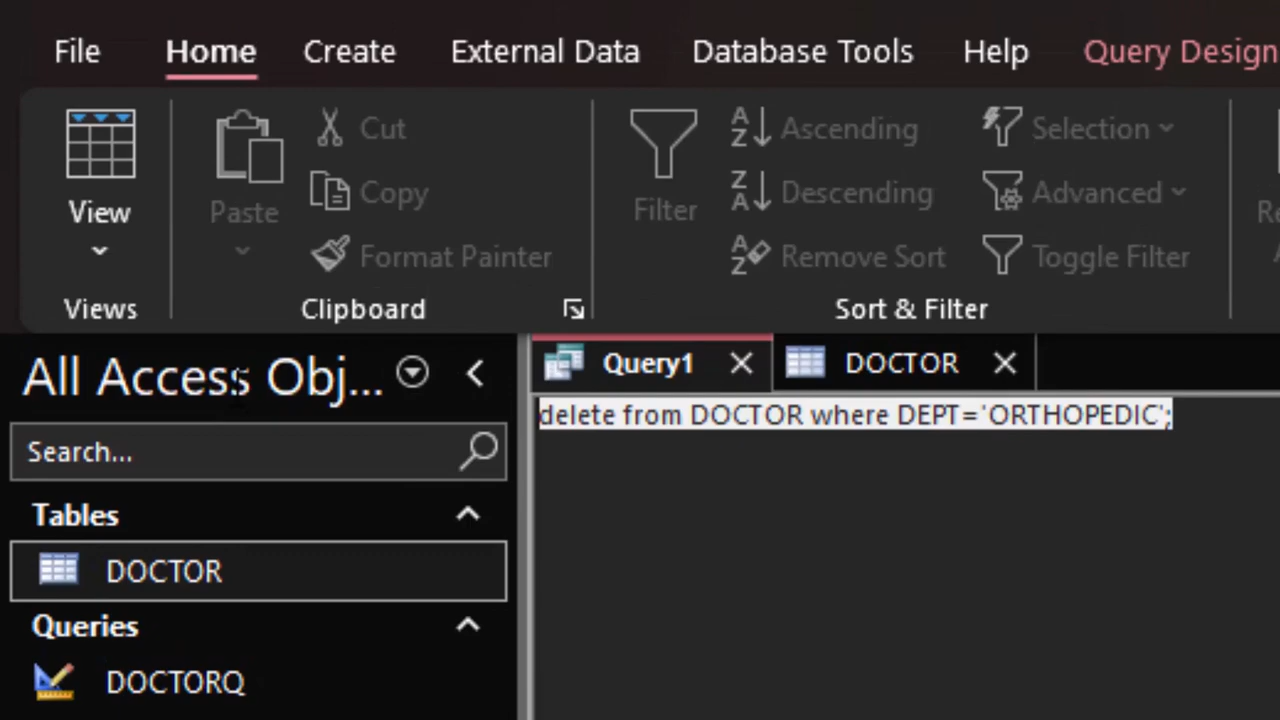 File Home Create External Data Database Tools Help Query Design
View
Views
Paste
Cut
Copy
Format Painter
Clipboard
Filter
Ascending
Descending
Remove Sort
Selection
Advanced
Toggle Filter
Sort & Filter
All Access Obj...
Search...
Tables
DOCTOR
Queries
DOCTORQ
Query1 DOCTOR
delete from DOCTOR where DEPT='ORTHOPEDIC';